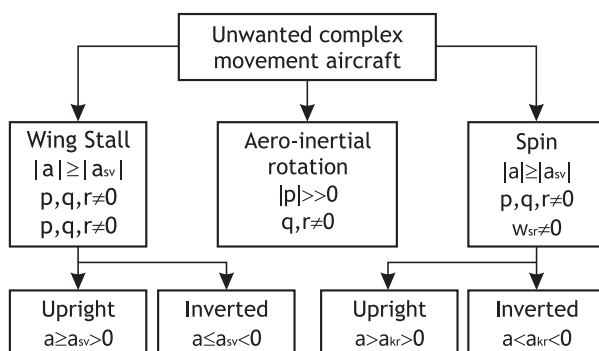 Unwanted complex
movement aircraft
Wing Stall
|a|≥|asv|
p,q,r≠0
p,q,r≠0
Aero-inertial
rotation
|p|>>0
q,r≠0
Spin
|a|≥|asv|
p,q,r≠0
wsr≠0
Upright
a≥asv>0
Inverted
a≤asv<0
Upright
a>akr>0
Inverted
a<akr<0